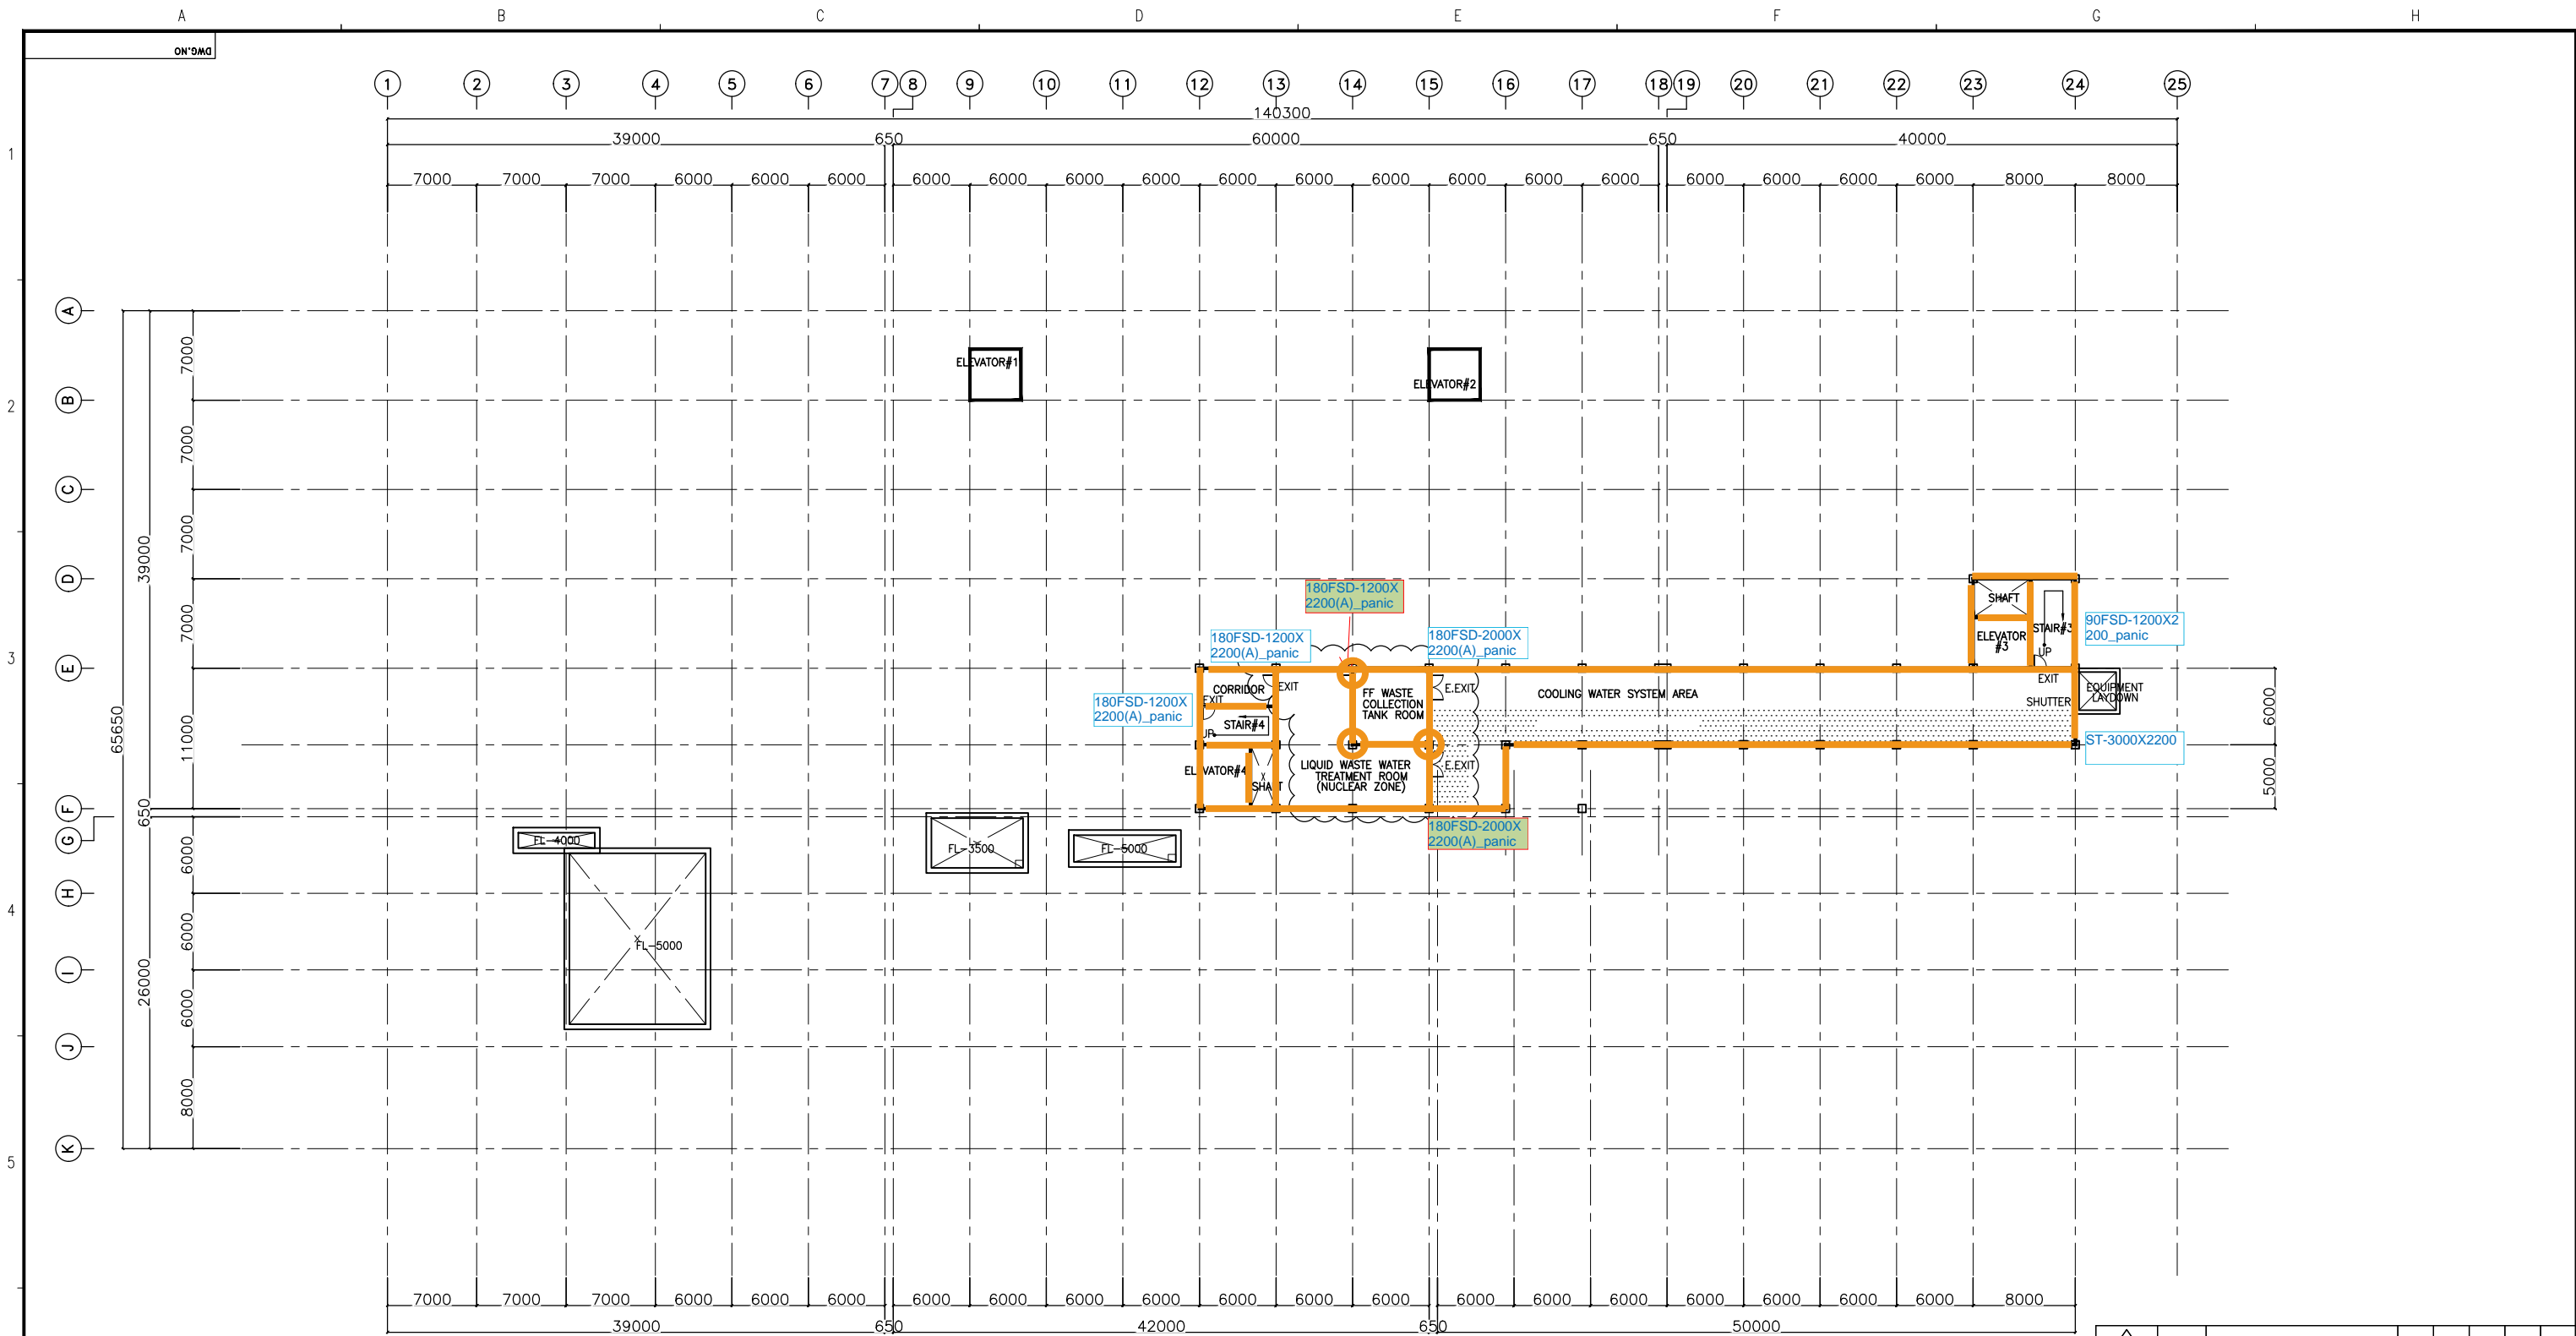 A B C D E F G H
DWG.NO
1 2 3 4 5 6 7 8 9 10 11 12 13 14 15 16 17 18 19 20 21 22 23 24 25
140300
39000 650 60000 650 40000
7000 7000 7000 6000 6000 6000 6000 6000 6000 6000 6000 6000 6000 6000 6000 6000 6000 6000 6000 6000 8000 8000
1
2
3
4
5
A
B
C
D
E
F
G
H
I
J
K
7000
7000
7000
7000
11000
650
6000
6000
6000
8000
39000
26000
65650
ELEVATOR#1
ELEVATOR#2
180FSD-1200X
2200(A)_panic
180FSD-1200X
2200(A)_panic
180FSD-2000X
2200(A)_panic
180FSD-1200X
2200(A)_panic
90FSD-1200X2
200_panic
SHAFT
ELEVATOR
#3
STAIR#3
UP
CORRIDOR
EXIT
EXIT
STAIR#4
UP
ELEVATOR#4
SHAFT
FF WASTE
COLLECTION
TANK ROOM
E.EXIT
COOLING WATER SYSTEM AREA
EXIT
SHUTTER
EQUIPMENT
LAYDOWN
6000
5000
ST-3000X2200
LIQUID WASTE WATER
TREATMENT ROOM
(NUCLEAR ZONE)
E.EXIT
180FSD-2000X
2200(A)_panic
FL-4000
FL-3500
FL-5000
FL-5000
7000 7000 7000 6000 6000 6000 6000 6000 6000 6000 6000 6000 6000 6000 6000 6000 6000 6000 6000 6000 8000
39000 650 42000 650 50000